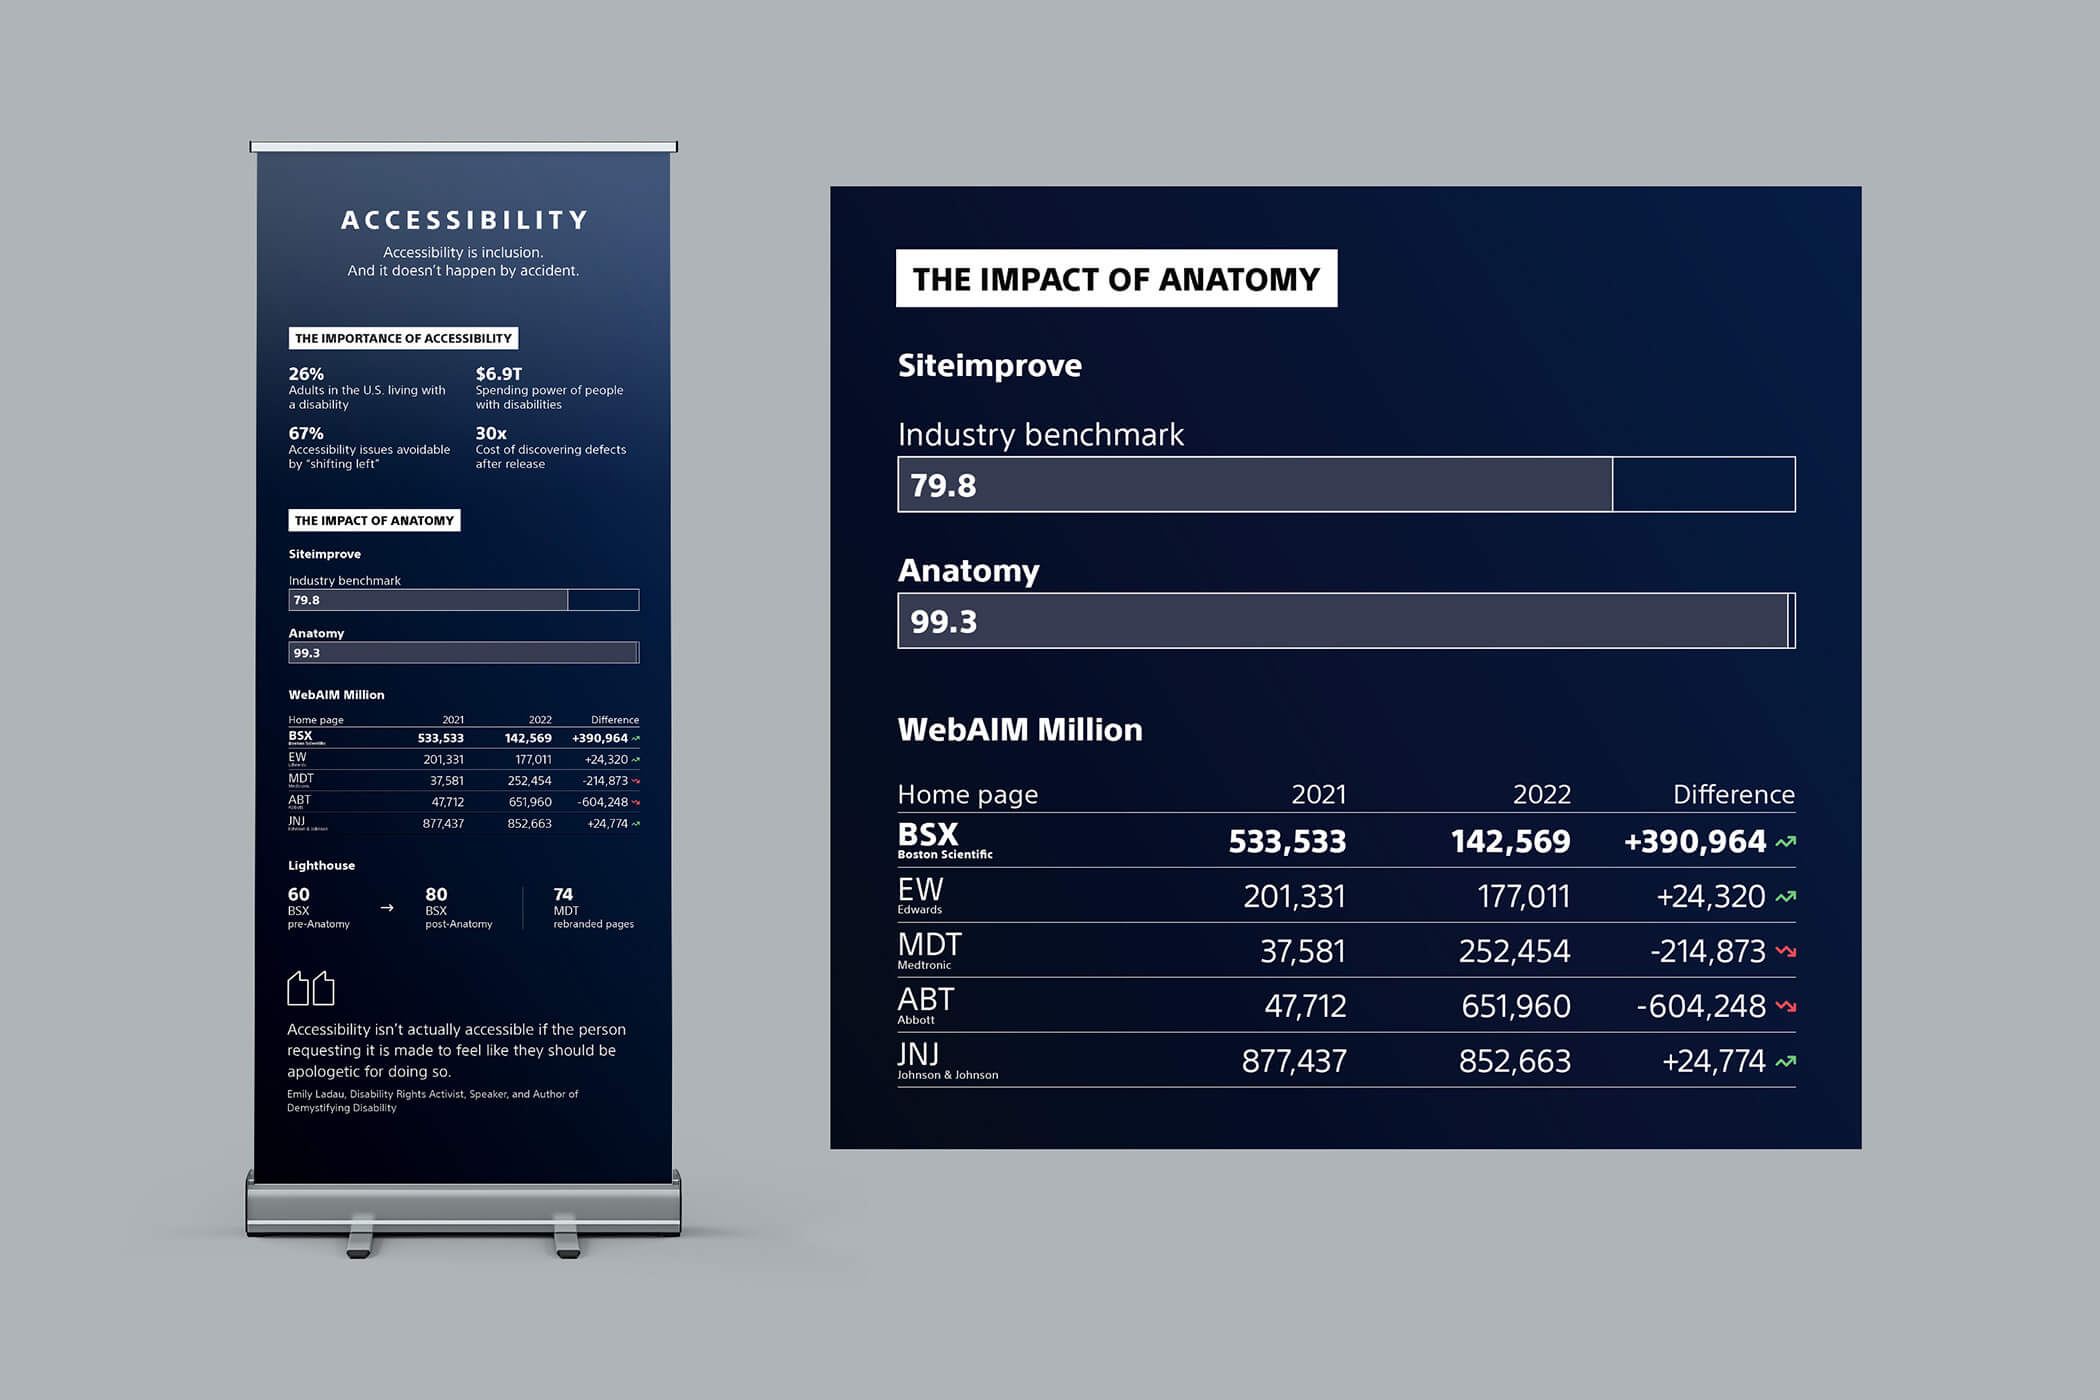 ACCESSIBILITY
Accessibility is inclusion.
And it doesn't happen by accident.
THE IMPORTANCE OF ACCESSIBILITY
26%
Adults in the U.S. living with
a disability
$6.9T
Spending power of people
with disabilities
67%
Accessibility issues avoidable
by "shifting left"
30x
Cost of discovering defects
after release
THE IMPACT OF ANATOMY
Siteimprove
Industry benchmark
79.8
Anatomy
99.3
WebAIM Million
Home page 2021 2022 Difference
BSX 533,533 142,569 +390,964
Boston Scientific
EW 201,331 177,011 +24,320
Edwards
MDT 37,581 252,454 -214,873
Medtronic
ABT 47,712 651,960 -604,248
Abbott
JNJ 877,437 852,663 +24,774
Johnson & Johnson
Lighthouse
60
BSX
pre-Anatomy
→
80
BSX
post-Anatomy
74
MDT
rebranded pages
Accessibility isn't actually accessible if the person
requesting it is made to feel like they should be
apologetic for doing so.
Emily Ladau, Disability Rights Activist, Speaker, and Author of
Demystifying Disability
THE IMPACT OF ANATOMY
Siteimprove
Industry benchmark
79.8
Anatomy
99.3
WebAIM Million
Home page 2021 2022 Difference
BSX 533,533 142,569 +390,964
Boston Scientific
EW 201,331 177,011 +24,320
Edwards
MDT 37,581 252,454 -214,873
Medtronic
ABT 47,712 651,960 -604,248
Abbott
JNJ 877,437 852,663 +24,774
Johnson & Johnson